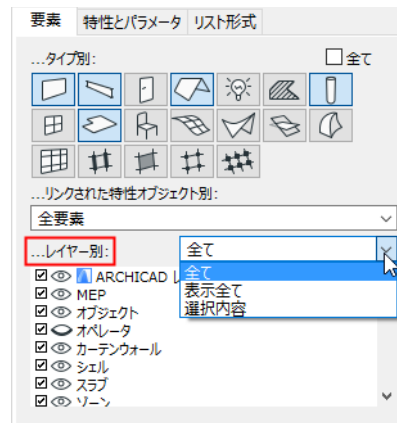 要素 特性とパラメータ リスト形式
...タイプ別: 全て
...リンクされた特性オブジェクト別:
全要素
...レイヤー別: 全て
全て
表示全て
選択内容
ARCHICAD
MEP
オブジェクト
オペレータ
カーテンウォール
シェル
スラブ
ゾーン